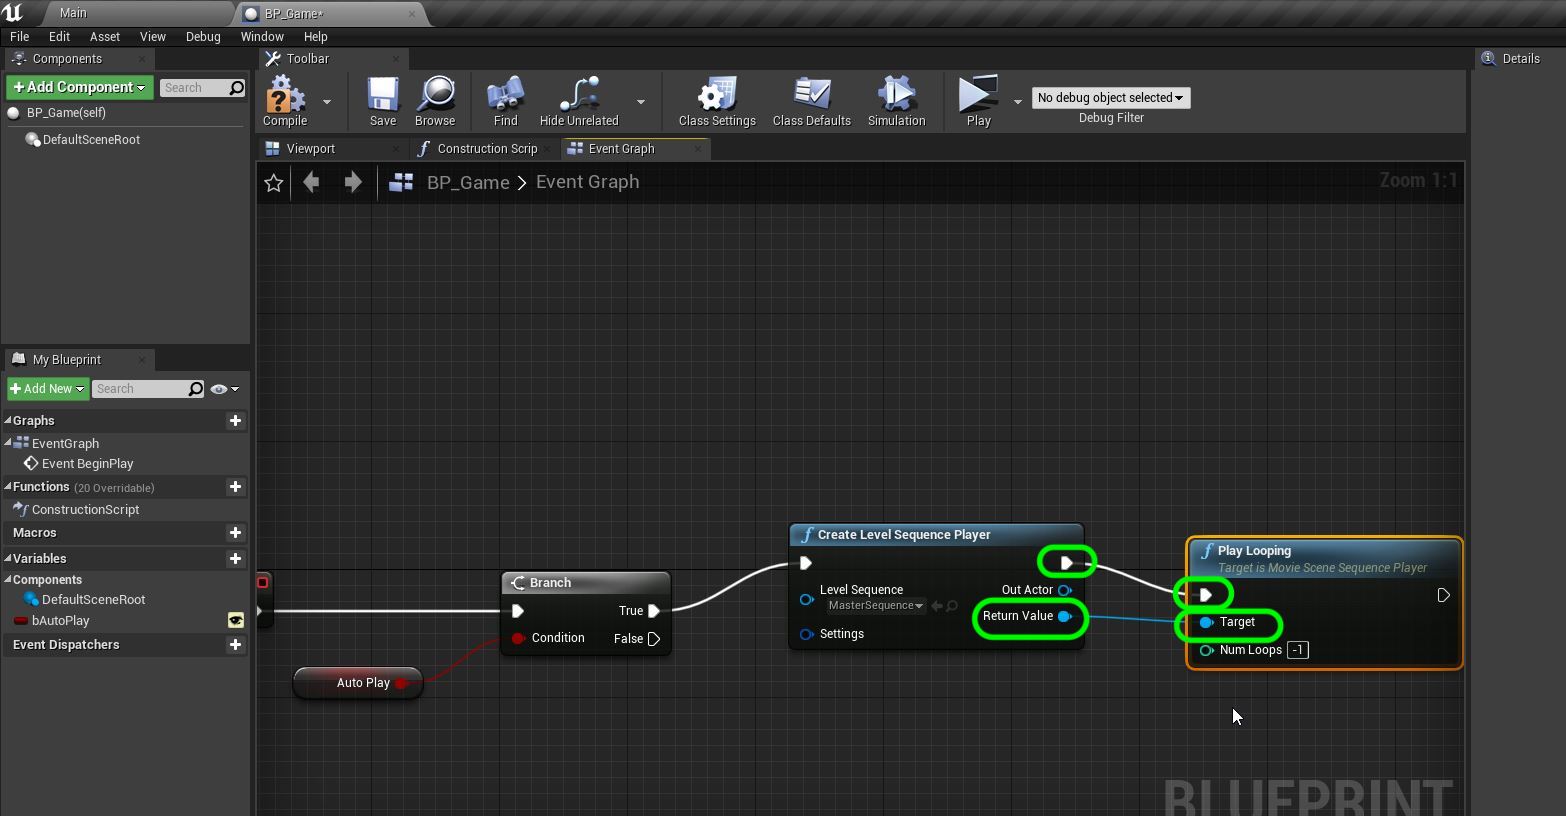 Main
BP_Game*
File Edit Asset View Debug Window Help
Components
Toolbar
Details
+ Add Component
Search
BP_Game(self)
DefaultSceneRoot
Compile
Save
Browse
Find
Hide Unrelated
Class Settings
Class Defaults
Simulation
Play
No debug object selected
Debug Filter
Viewport
Construction Scrip
Event Graph
BP_Game > Event Graph
Zoom 1:1
My Blueprint
+ Add New
Search
Graphs
EventGraph
Event BeginPlay
Functions (20 Overridable)
ConstructionScript
Macros
Variables
Components
DefaultSceneRoot
bAutoPlay
Event Dispatchers
Branch
True
Condition
False
Auto Play
Create Level Sequence Player
Level Sequence
MasterSequence
Out Actor
Return Value
Settings
Play Looping
Target is Movie Scene Sequence Player
Target
Num Loops -1
BLUEPRINT